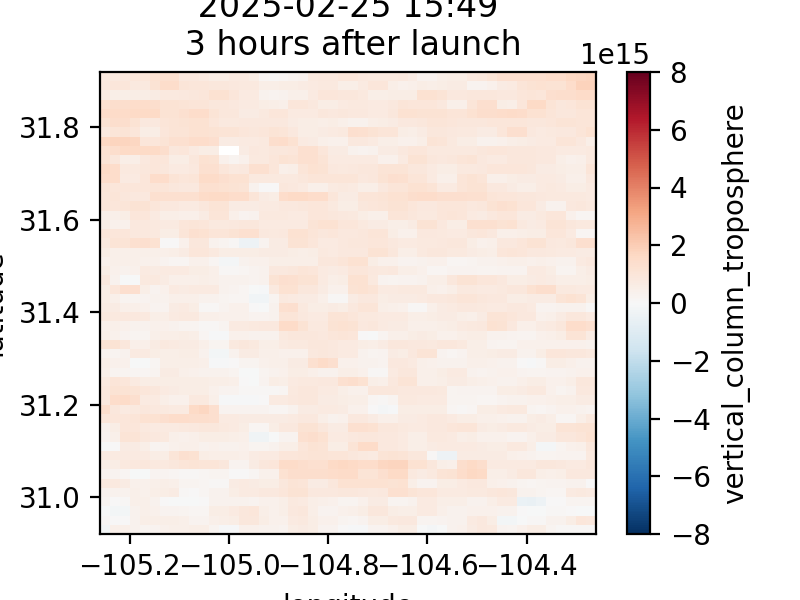 2025-02-25 15:49
3 hours after launch
1e15
8
6
4
2
0
−2
−4
−6
−8
vertical_column_troposphere
31.8
31.6
31.4
31.2
31.0
latitude
−105.2 −105.0 −104.8 −104.6 −104.4
longitude